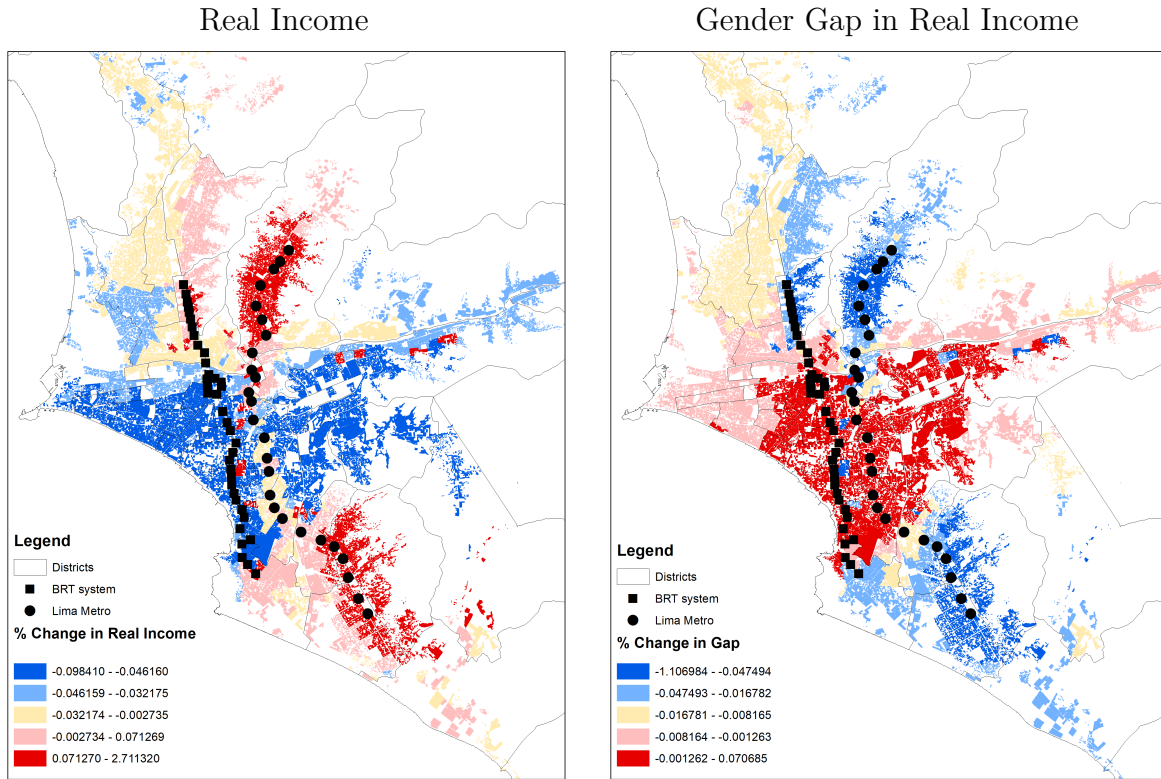 Real Income
Legend
Districts
BRT system
Lima Metro
% Change in Real Income
-0.098410 - -0.046160
-0.046159 - -0.032175
-0.032174 - -0.002735
-0.002734 - 0.071269
0.071270 - 2.711320
Gender Gap in Real Income
Legend
Districts
BRT system
Lima Metro
% Change in Gap
-1.106984 - -0.047494
-0.047493 - -0.016782
-0.016781 - -0.008165
-0.008164 - -0.001263
-0.001262 - 0.070685